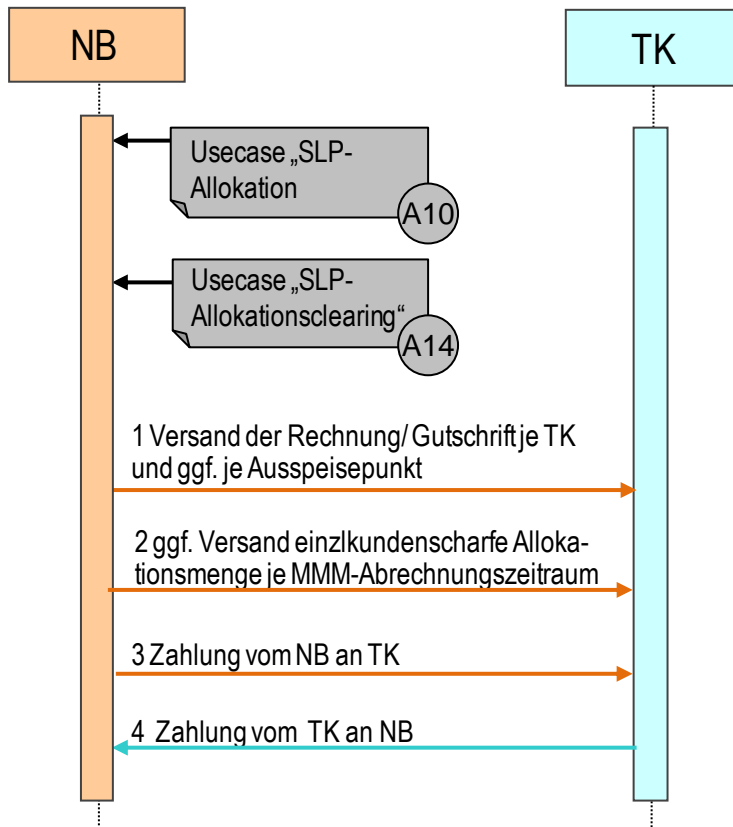 NB
TK
Usecase „SLP-
Allokation
A10
Usecase „SLP-
Allokationsclearing“
A14
1 Versand der Rechnung/ Gutschrift je TK
und ggf. je Ausspeisepunkt
2 ggf. Versand einzlkundenscharfe Alloka-
tionsmenge je MMM-Abrechnungszeitraum
3 Zahlung vom NB an TK
4 Zahlung vom TK an NB